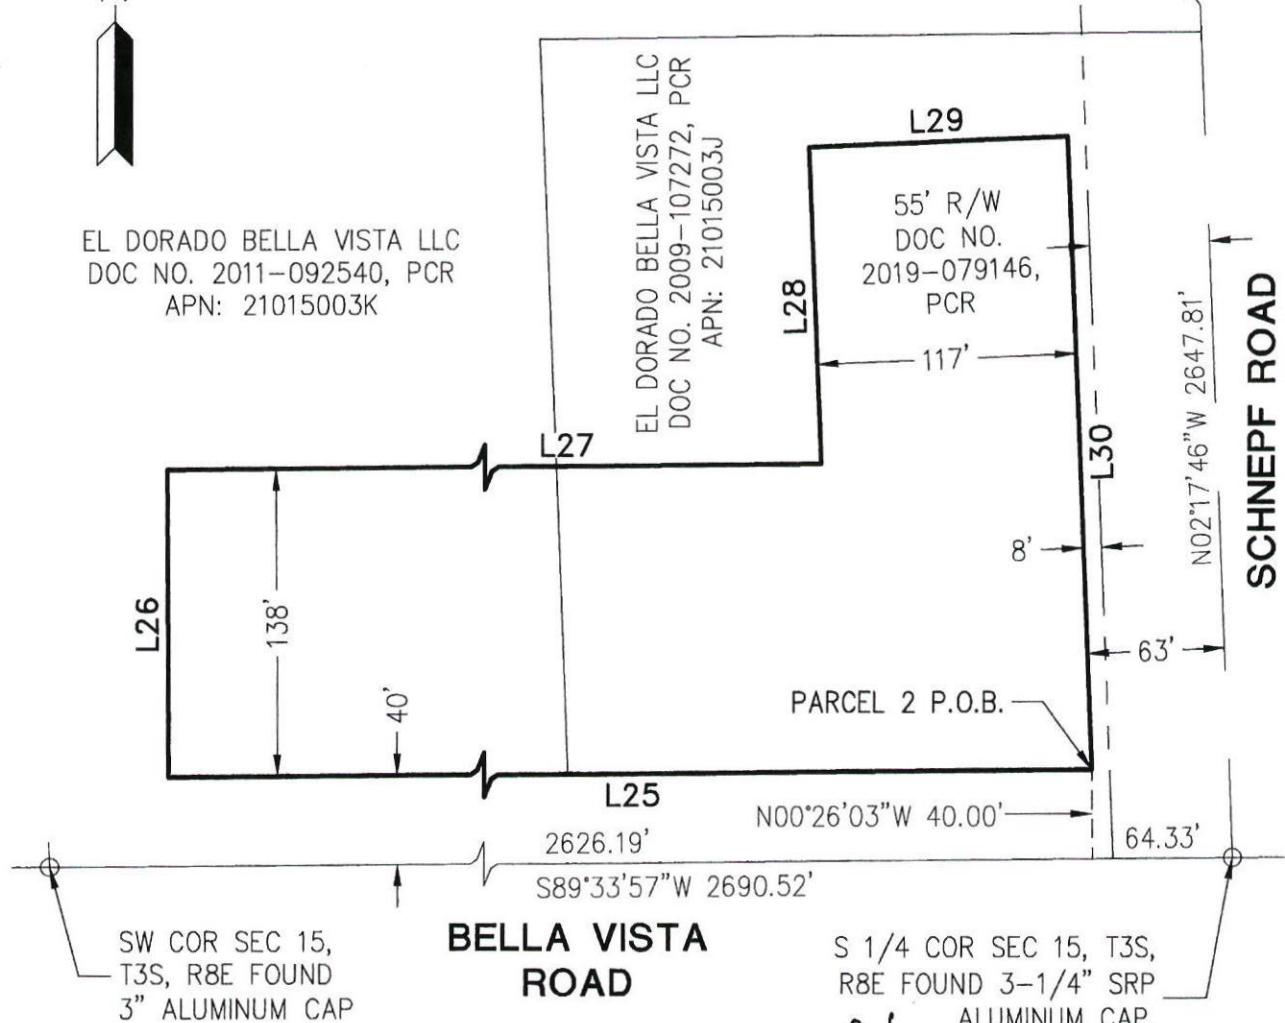 EL DORADO BELLA VISTA LLC
DOC NO. 2011-092540, PCR
APN: 21015003K
EL DORADO BELLA VISTA LLC
DOC NO. 2009-107272, PCR
APN: 21015003J
L29
55' R/W
DOC NO.
2019-079146,
PCR
L28
117'
N02°17'46"W 2647.81'
SCHNEPF ROAD
L27
L30
8'
L26
138'
63'
40'
PARCEL 2 P.O.B.
L25
N00°26'03"W 40.00'
2626.19'
64.33'
S89°33'57"W 2690.52'
BELLA VISTA
ROAD
SW COR SEC 15,
T3S, R8E FOUND
3" ALUMINUM CAP
S 1/4 COR SEC 15, T3S,
R8E FOUND 3-1/4" SRP
ALUMINUM CAP